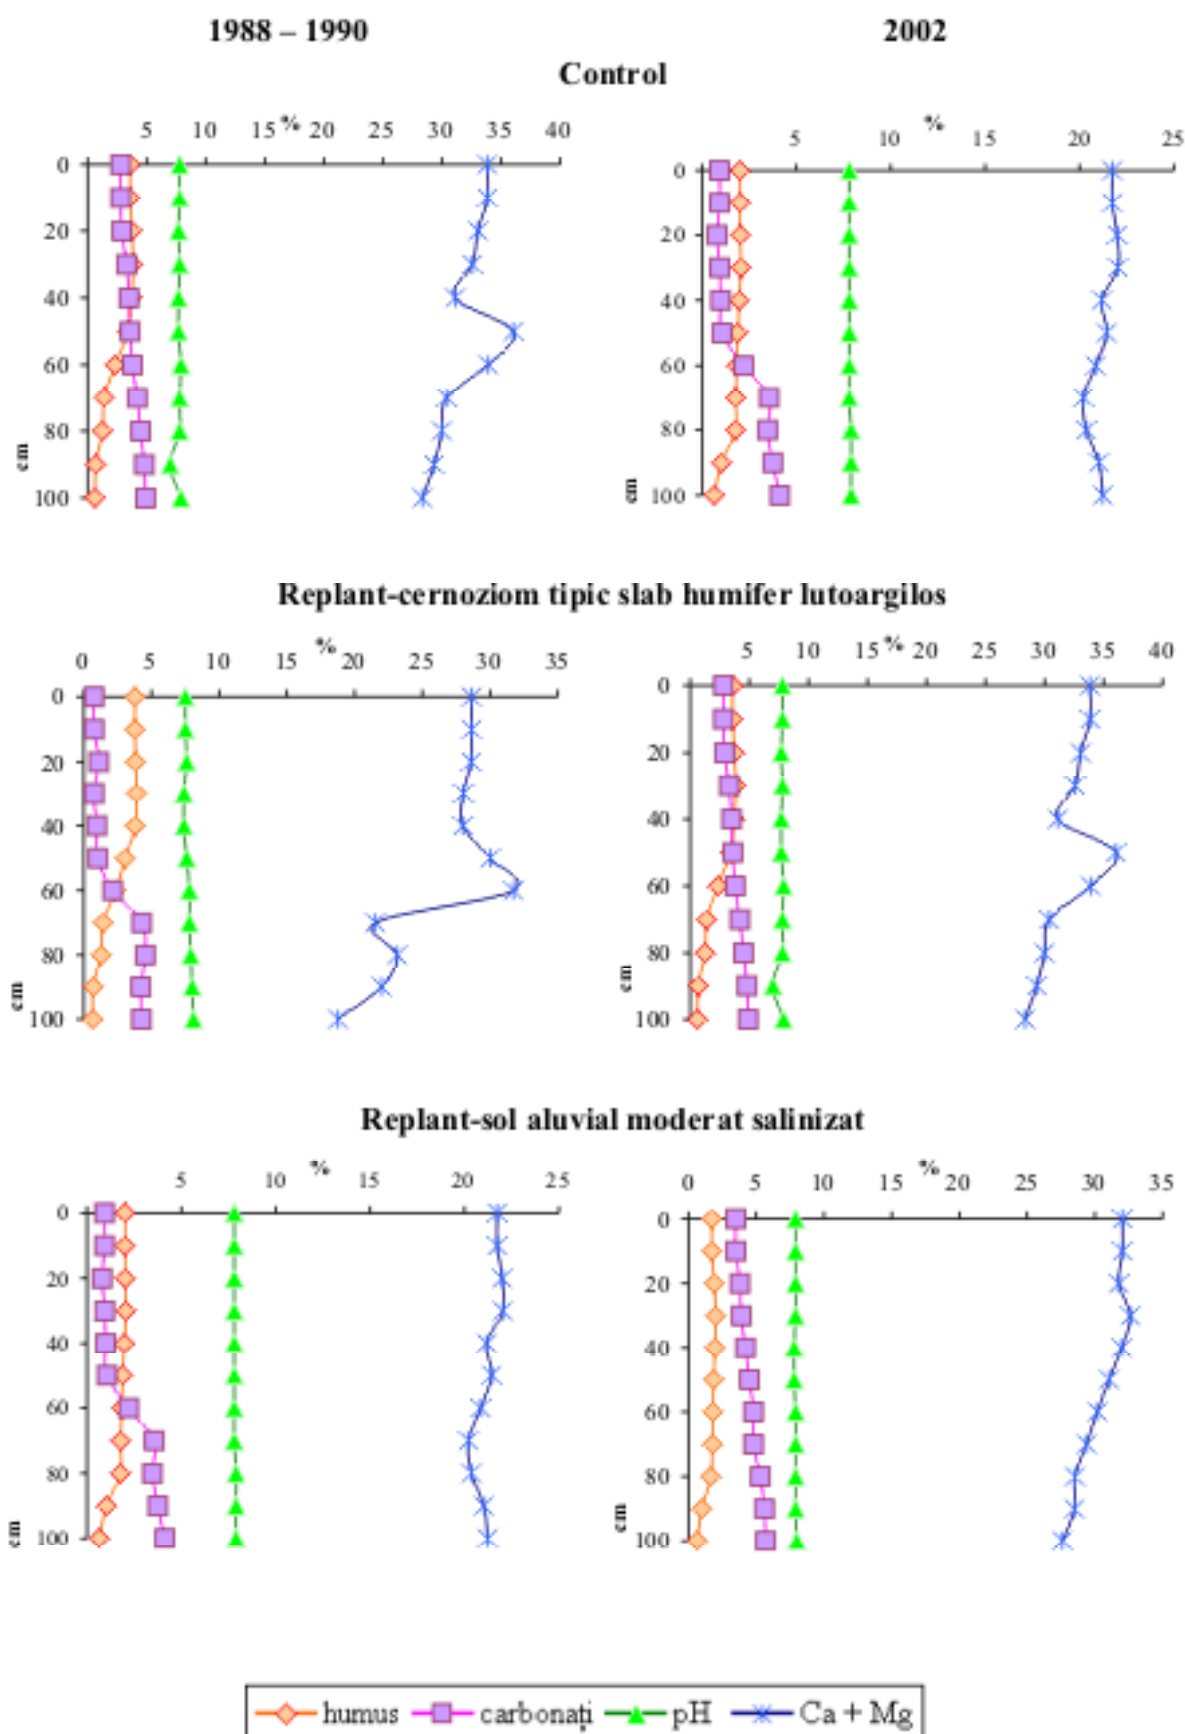 1988 – 1990 2002
Control
5 10 15 % 20 25 30 35 40
0
20
40
60
80
100
cm
5 10 % 15 20 25
0
20
40
60
80
100
cm
Replant-cernoziom tipic slab humifer lutoargilos
0 5 10 15 % 20 25 30 35
0
20
40
60
80
100
cm
5 10 15 % 20 25 30 35 40
0
20
40
60
80
100
cm
Replant-sol aluvial moderat salinizat
5 10 % 15 20 25
0
20
40
60
80
100
cm
0 5 10 15 % 20 25 30 35
0
20
40
60
80
100
cm
humus carbonați pH Ca + Mg